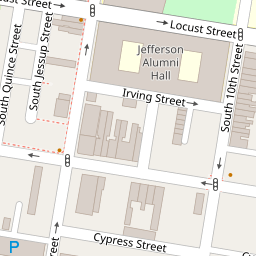 ust Street
Locust Street
Jefferson
Alumni
Hall
Irving Street
South Quince Street
South Jessup Street
South 10th Street
Cypress Street
P